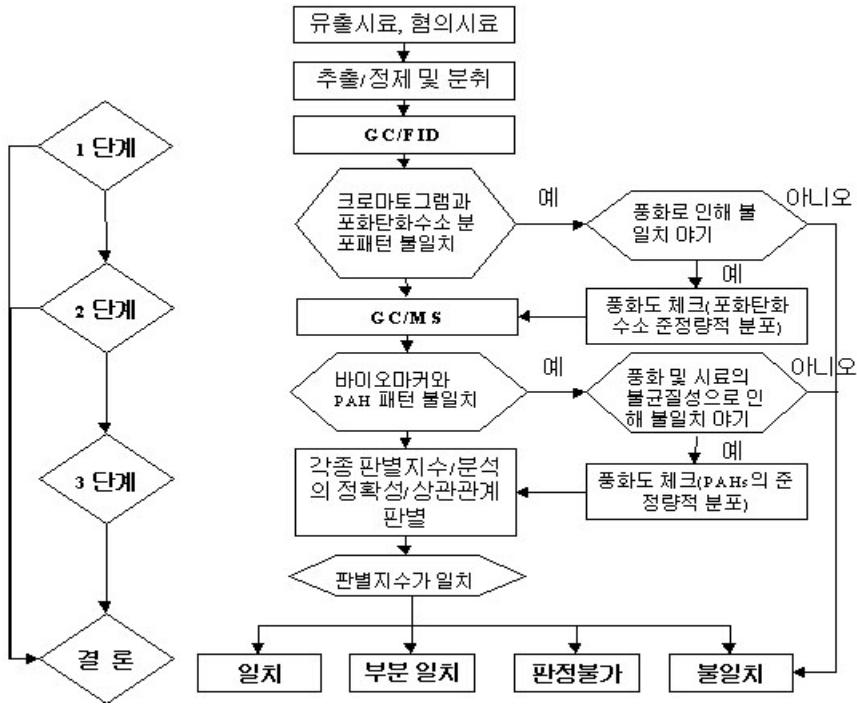 유출시료, 혐의시료
추출/정제 및 분취
GC/FID
1 단계
크로마토그램과
포화탄화수소 분
포패턴 불일치
예
풍화로 인해 불
일치 야기
아니오
예
2 단계
GC/MS
풍화도 체크(포화탄화
수소 준정량적 분포)
바이오마커와
PAH 패턴 불일치
예
풍화 및 시료의
불균질성으로 인
해 불일치 야기
아니오
예
3 단계
각종 판별지수/분석
의 정확성/상관관계
판별
풍화도 체크(PAHs의 준
정량적 분포)
판별지수가 일치
결 론
일치
부분 일치
판정불가
불일치